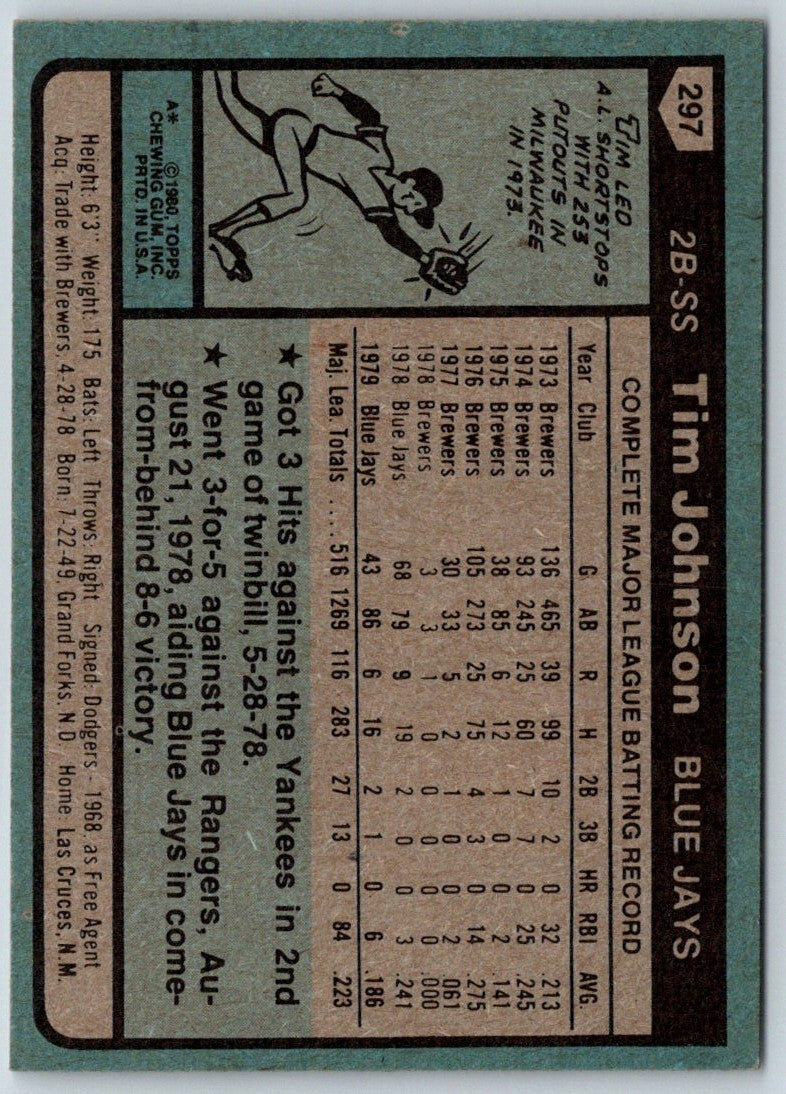 297 2B-SS Tim Johnson BLUE JAYS
TIM LED
A.L. SHORTSTOPS
WITH 253
PUTOUTS IN
MILWAUKEE
IN 1973.
A* © 1980, TOPPS
CHEWING GUM, INC.
PRTD. IN U.S.A.
COMPLETE MAJOR LEAGUE BATTING RECORD
Year Club G AB R H 2B 3B HR RBI AVG.
1973 Brewers 136 465 39 99 10 2 0 32 .213
1974 Brewers 93 245 25 60 7 7 0 25 .245
1975 Brewers 38 85 6 12 1 0 0 2 .141
1976 Brewers 105 273 25 75 4 3 0 14 .275
1977 Brewers 30 33 5 2 1 0 0 2 .061
1978 Brewers 3 3 1 0 0 0 0 0 .000
1978 Blue Jays 68 79 9 19 2 0 0 3 .241
1979 Blue Jays 43 86 6 16 2 1 0 6 .186
Maj. Lea. Totals .... 516 1269 116 283 27 13 0 84 .223
★ Got 3 Hits against the Yankees in 2nd
game of twinbill, 5-28-78.
★ Went 3-for-5 against the Rangers, Au-
gust 21, 1978, aiding Blue Jays in come-
from-behind 8-6 victory.
Height: 6'3" Weight: 175 Bats: Left Throws: Right Signed: Dodgers - 1968, as Free Agent
Acq: Trade with Brewers, 4-28-78 Born: 7-22-49, Grand Forks, N.D. Home: Las Cruces, N.M.